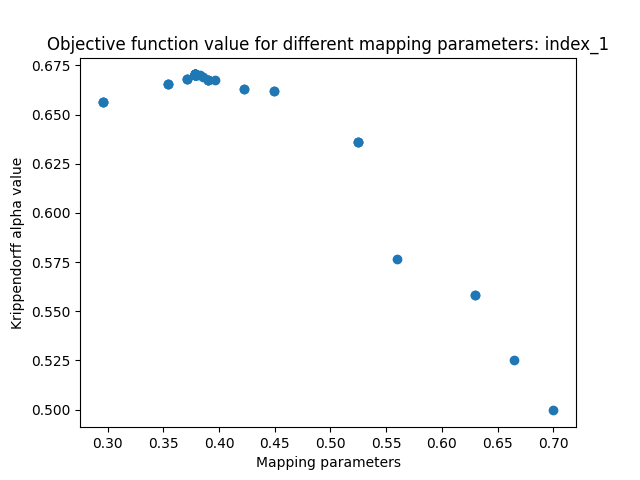 Objective function value for different mapping parameters: index_1
Krippendorff alpha value
0.675
0.650
0.625
0.600
0.575
0.550
0.525
0.500
0.30 0.35 0.40 0.45 0.50 0.55 0.60 0.65 0.70
Mapping parameters